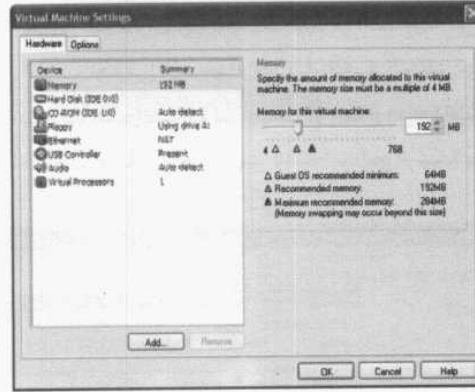 Virtual Machine Settings
Hardware Options
Device Summary
Memory 192 MB
Hard Disk (IDE 0:0)
CD-ROM (IDE 1:0) Auto detect
Floppy Using drive A:
Ethernet NAT
USB Controller Present
Audio Auto detect
Virtual Processors 1
Add... Remove
Memory
Specify the amount of memory allocated to this virtual
machine. The memory size must be a multiple of 4 MB.
Memory for this virtual machine:
192 MB
4 768
Guest OS recommended minimum: 64MB
Recommended memory: 192MB
Maximum recommended memory: 284MB
(Memory swapping may occur beyond this size)
OK Cancel Help